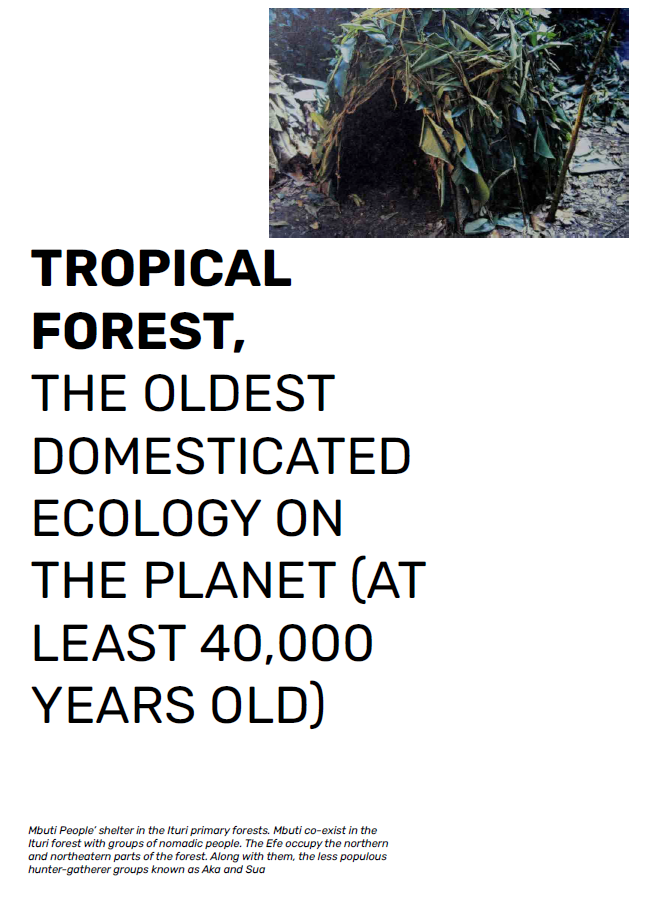 TROPICAL
FOREST,
THE OLDEST
DOMESTICATED
ECOLOGY ON
THE PLANET (AT
LEAST 40,000
YEARS OLD)
Mbuti People' shelter in the Ituri primary forests. Mbuti co-exist in the
Ituri forest with groups of nomadic people. The Efe occupy the northern
and northeatern parts of the forest. Along with them, the less populous
hunter-gatherer groups known as Aka and Sua